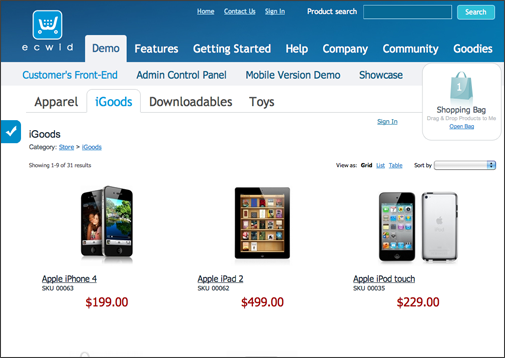 Home Contact Us Sign In Product search Search
ecwid
Demo Features Getting Started Help Company Community Goodies
Customer's Front-End Admin Control Panel Mobile Version Demo Showcase
1
Shopping Bag
Drag & Drop Products to Me
Open Bag
Apparel iGoods Downloadables Toys
Sign In
iGoods
Category: Store > iGoods
Showing 1-9 of 31 results View as: Grid List Table Sort by
Apple iPhone 4 Apple iPad 2 Apple iPod touch
SKU 00063 SKU 00062 SKU 00035
$199.00 $499.00 $229.00